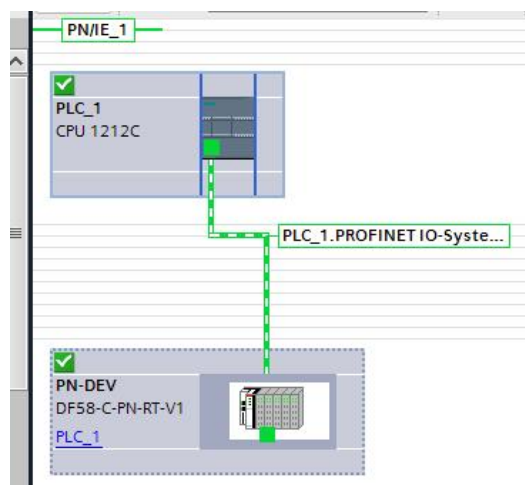 PN/IE_1
PLC_1
CPU 1212C
PLC_1.PROFINET IO-Syste...
PN-DEV
DF58-C-PN-RT-V1
PLC_1